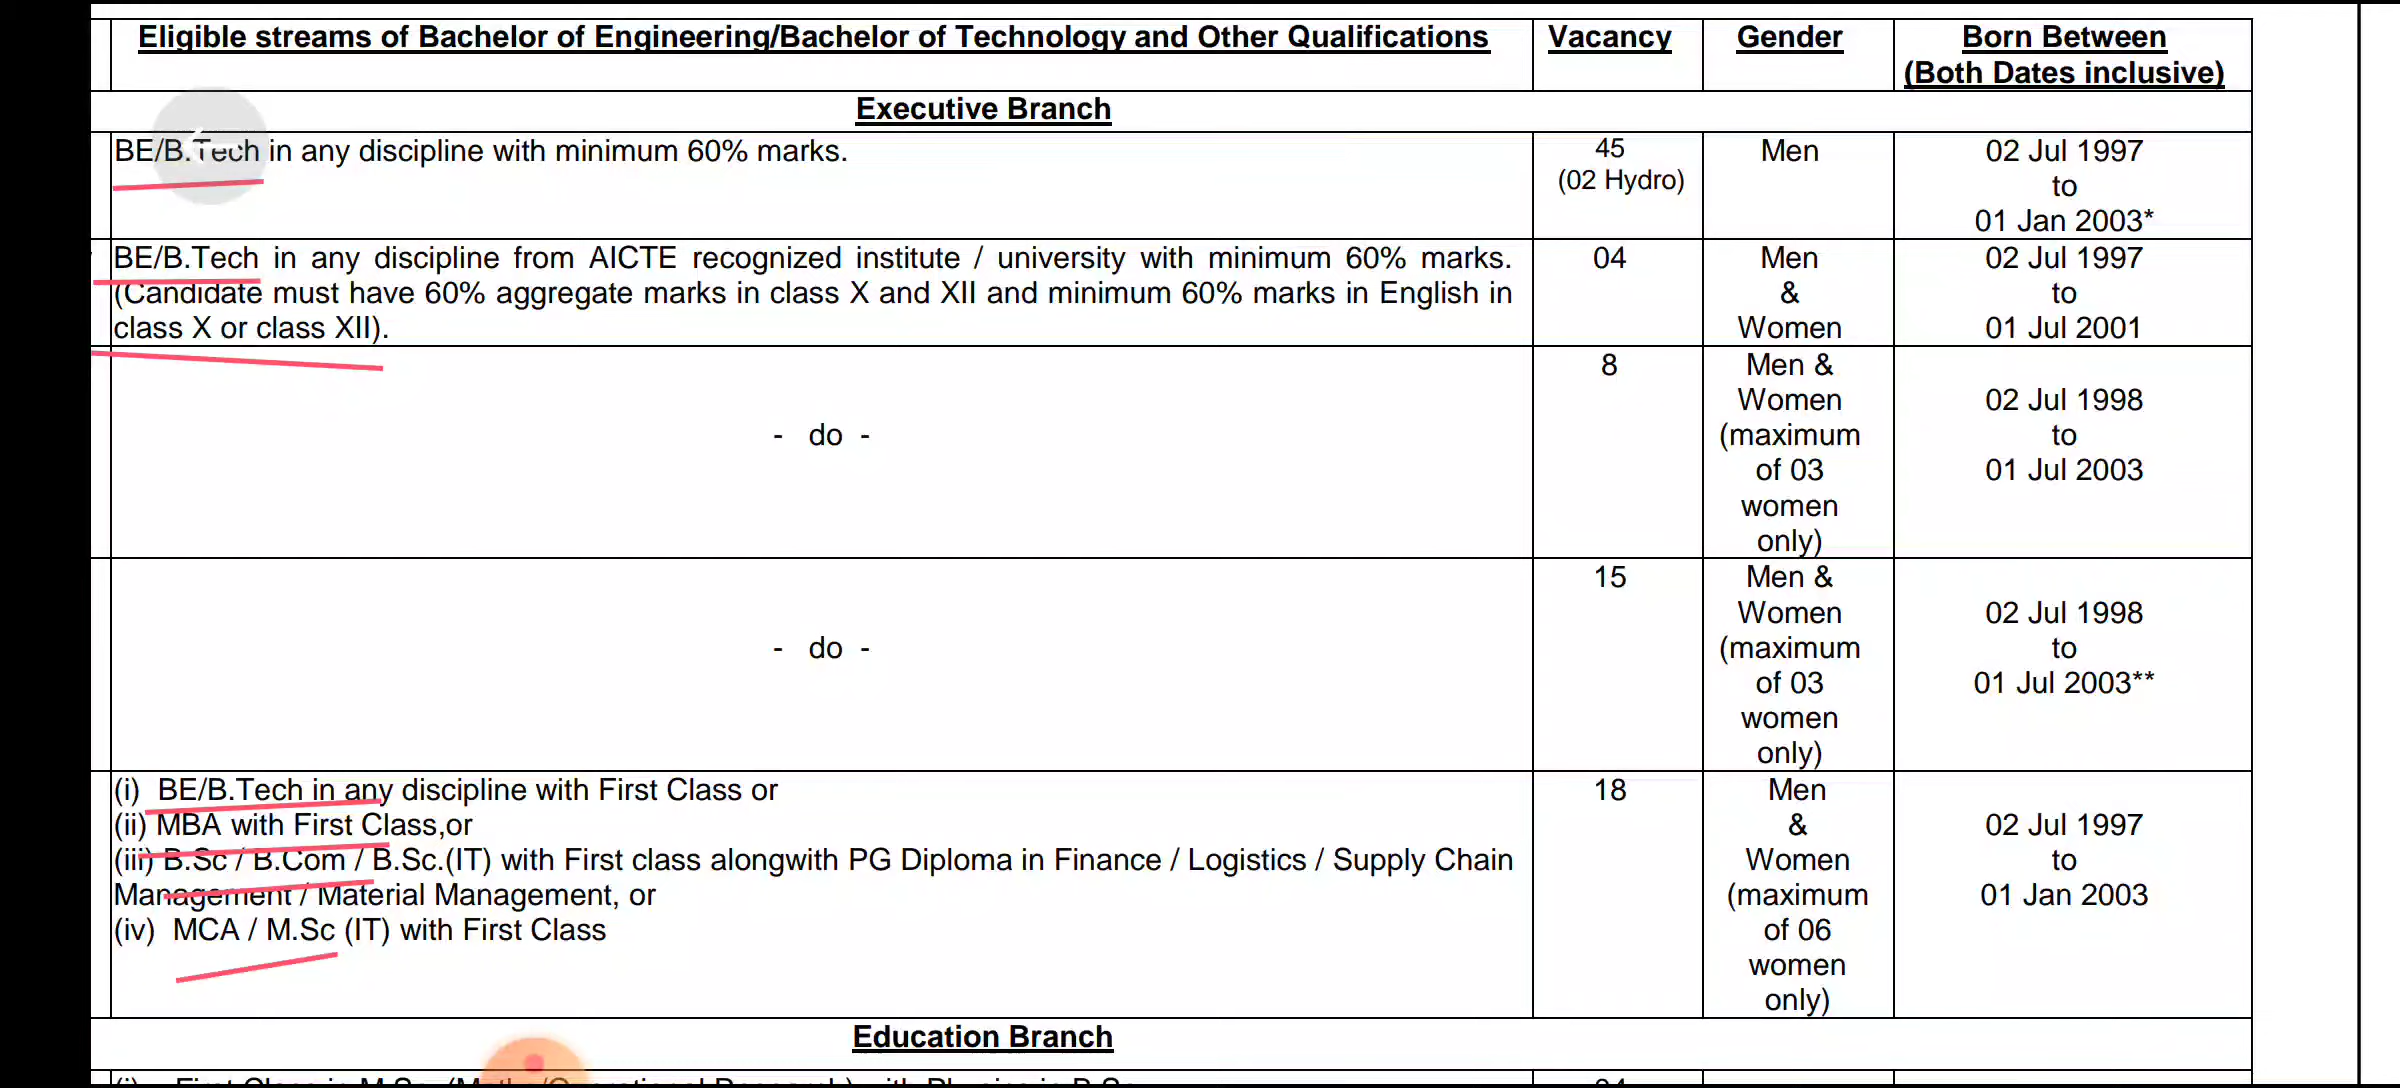 Eligible streams of Bachelor of Engineering/Bachelor of Technology and Other Qualifications Vacancy Gender Born Between
(Both Dates inclusive)
Executive Branch
BE/B.Tech in any discipline with minimum 60% marks. 45 Men 02 Jul 1997
(02 Hydro) to
01 Jan 2003*
BE/B.Tech in any discipline from AICTE recognized institute / university with minimum 60% marks. 04 Men 02 Jul 1997
(Candidate must have 60% aggregate marks in class X and XII and minimum 60% marks in English in & to
class X or class XII). Women 01 Jul 2001
8 Men &
Women 02 Jul 1998
- do - (maximum to
of 03 01 Jul 2003
women
only)
15 Men &
Women 02 Jul 1998
- do - (maximum to
of 03 01 Jul 2003**
women
only)
(i) BE/B.Tech in any discipline with First Class or 18 Men
(ii) MBA with First Class,or & 02 Jul 1997
(iii) B.Sc / B.Com / B.Sc.(IT) with First class alongwith PG Diploma in Finance / Logistics / Supply Chain Women to
Management / Material Management, or (maximum 01 Jan 2003
(iv) MCA / M.Sc (IT) with First Class of 06
women
only)
Education Branch